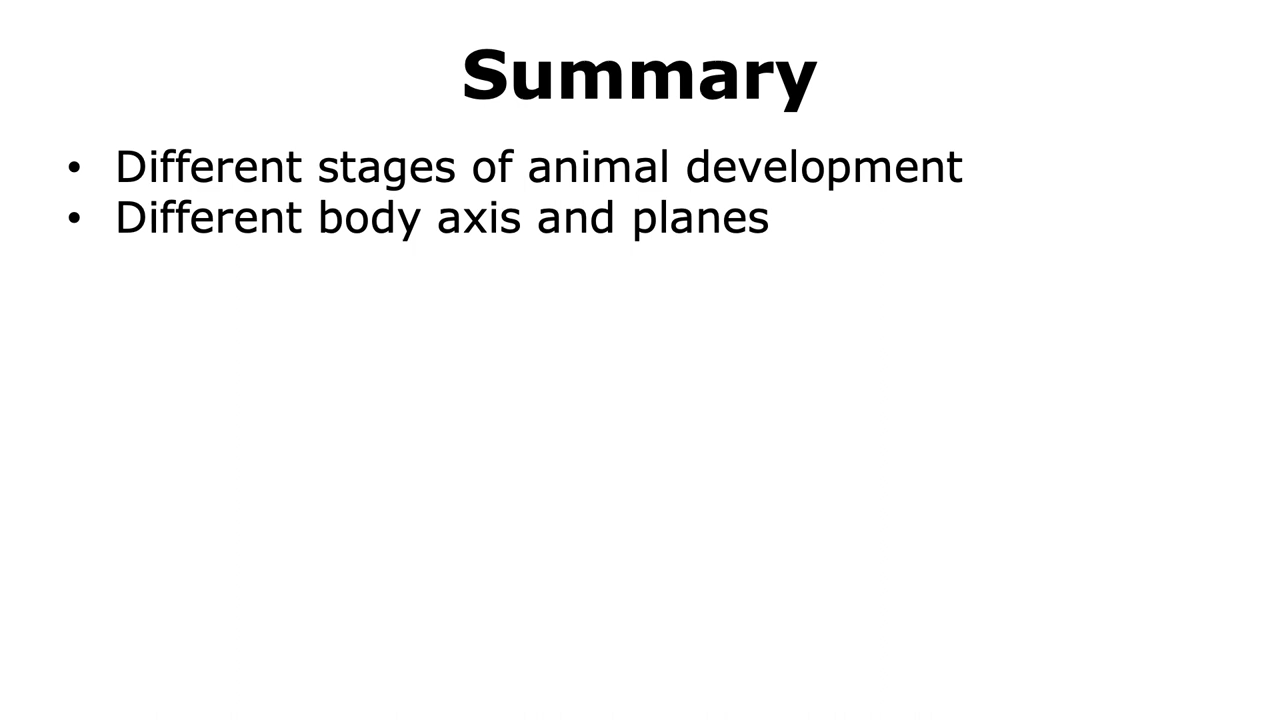 Summary
• Different stages of animal development
• Different body axis and planes